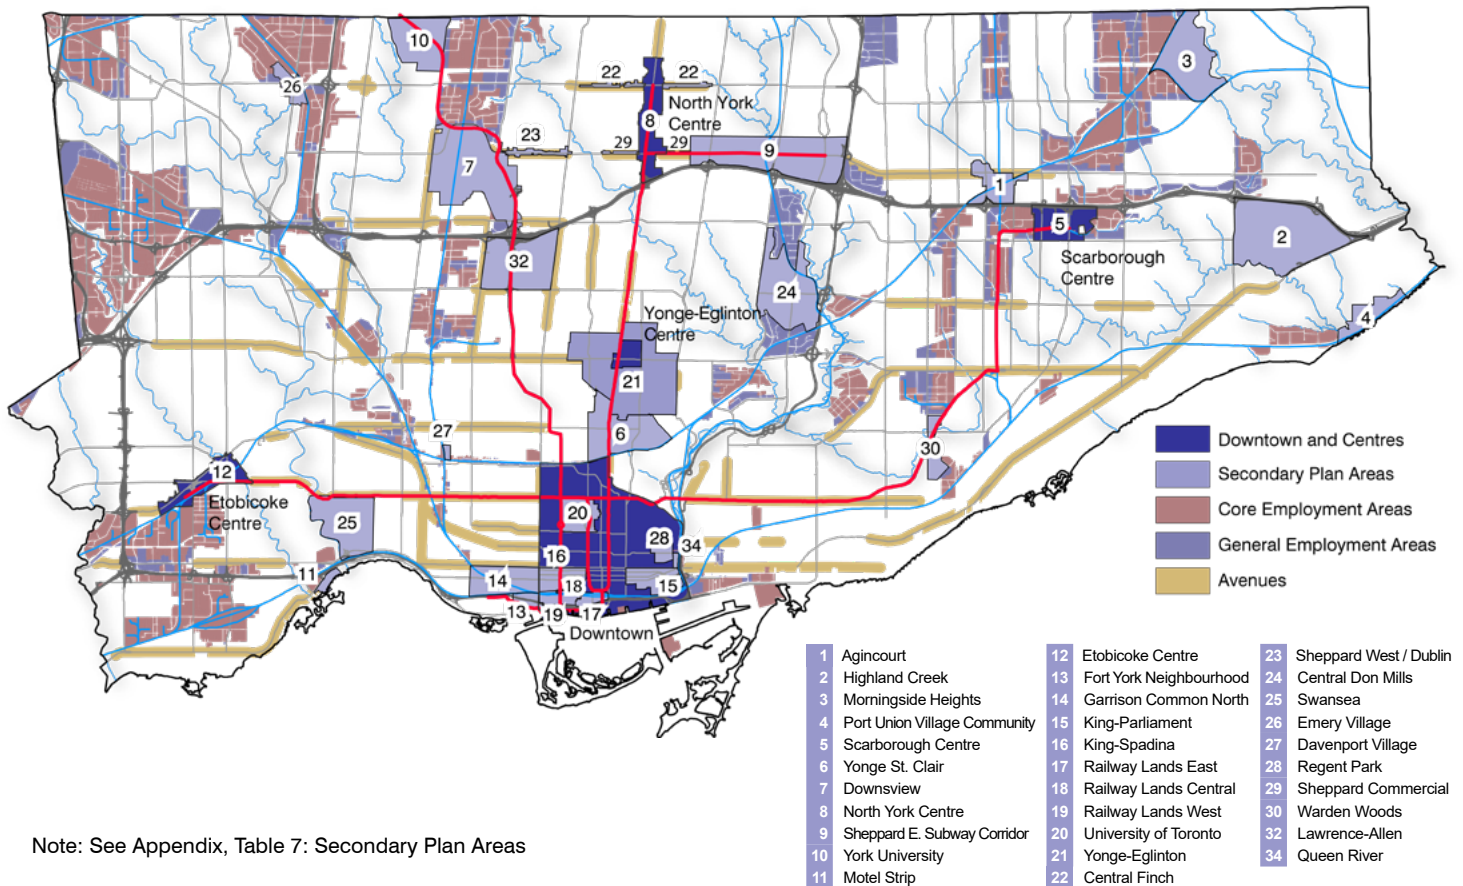 10
3
26
22
22
North York
Centre
8
23
29
29
9
7
1
5
2
Scarborough
Centre
32
24
4
Yonge-Eglinton
Centre
21
6
27
30
12
Etobicoke
Centre
25
20
28
34
16
11
14
18
15
13
19
17
Downtown
Downtown and Centres
Secondary Plan Areas
Core Employment Areas
General Employment Areas
Avenues
1 Agincourt
2 Highland Creek
3 Morningside Heights
4 Port Union Village Community
5 Scarborough Centre
6 Yonge St. Clair
7 Downsview
8 North York Centre
9 Sheppard E. Subway Corridor
10 York University
11 Motel Strip
12 Etobicoke Centre
13 Fort York Neighbourhood
14 Garrison Common North
15 King-Parliament
16 King-Spadina
17 Railway Lands East
18 Railway Lands Central
19 Railway Lands West
20 University of Toronto
21 Yonge-Eglinton
22 Central Finch
23 Sheppard West / Dublin
24 Central Don Mills
25 Swansea
26 Emery Village
27 Davenport Village
28 Regent Park
29 Sheppard Commercial
30 Warden Woods
32 Lawrence-Allen
34 Queen River
Note: See Appendix, Table 7: Secondary Plan Areas